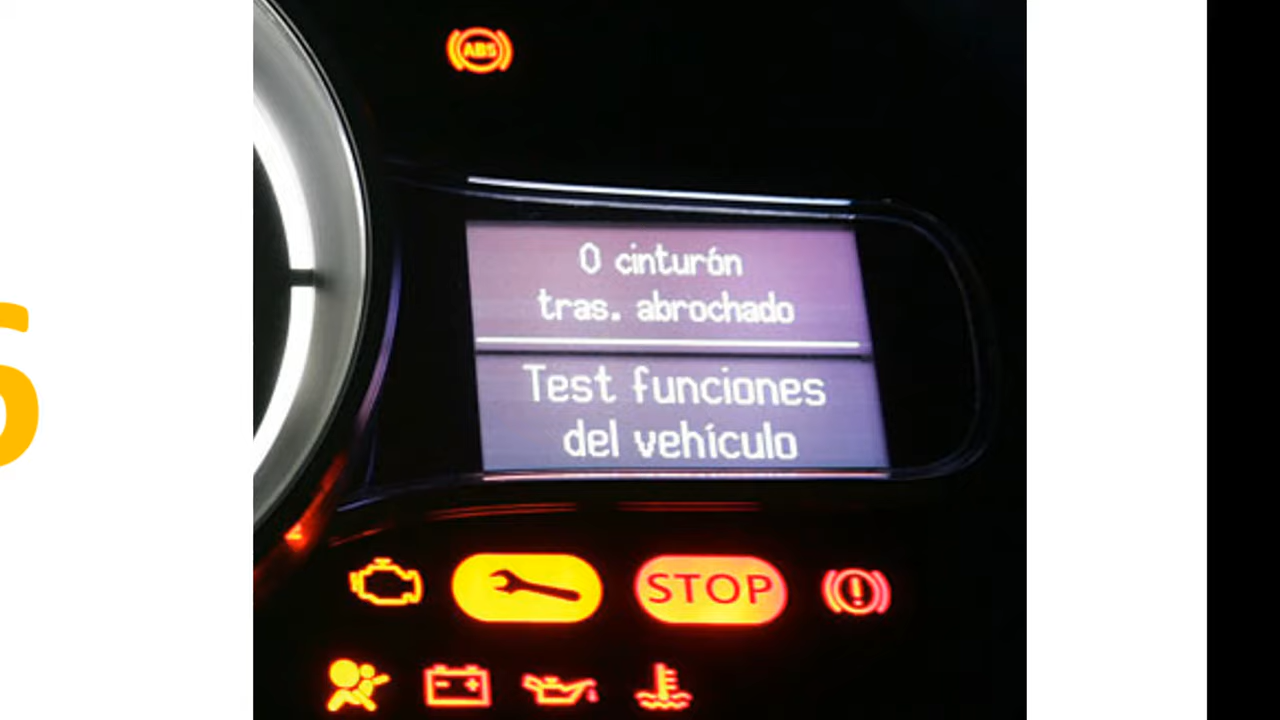 ABS
0 cinturón
tras. abrochado
Test funciones
del vehículo
STOP